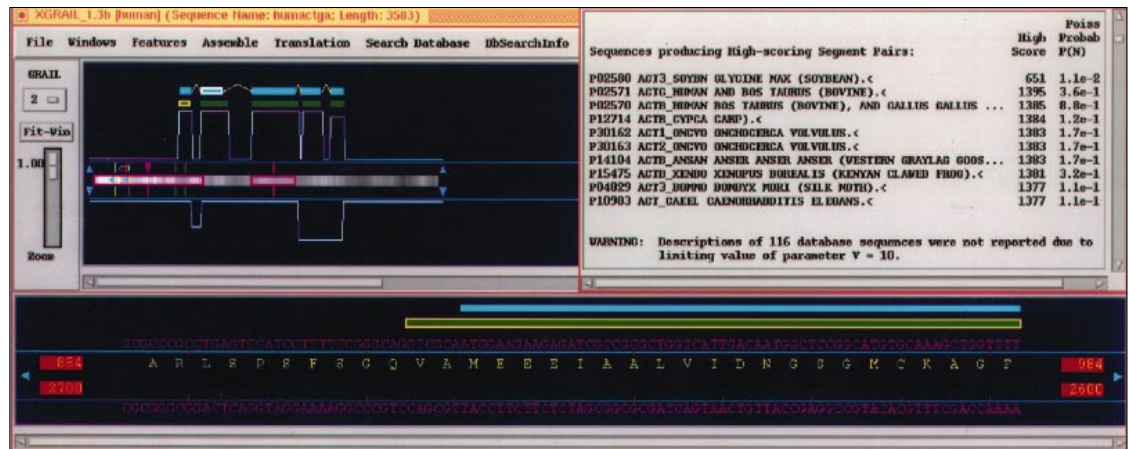 XGRAIL_1.3b [human] (Sequence Name: humactga; Length: 3583)
File Windows Features Assemble Translation Search Database DbSearchInfo
GRAIL
2
Fit-Win
1.00
Zoom
Poiss
High Probab
Sequences producing High-scoring Segment Pairs: Score P(N)
P02580 ACT3_SOYBN GLYCINE MAX (SOYBEAN).< 651 1.1e-2
P02571 ACTG_HUMAN AND BOS TAURUS (BOVINE).< 1395 3.6e-1
P02570 ACTB_HUMAN BOS TAURUS (BOVINE), AND GALLUS GALLUS ... 1385 8.8e-1
P12714 ACTB_CYPCA CARP).< 1384 1.2e-1
P30162 ACT1_ONCVO ONCHOCERCA VOLVULUS.< 1383 1.7e-1
P30163 ACT2_ONCVO ONCHOCERCA VOLVULUS.< 1383 1.7e-1
P14104 ACTB_ANSAN ANSER ANSER ANSER (WESTERN GRAYLAG GOOS... 1383 1.7e-1
P15475 ACTB_XENBO XENOPUS BOREALIS (KENYAN CLAWED FROG).< 1381 3.2e-1
P04829 ACT3_BOMMO BOMBYX MORI (SILK MOTH).< 1377 1.1e-1
P10983 ACT_CAEEL CAENORHABDITIS ELEGANS.< 1377 1.1e-1
WARNING: Descriptions of 116 database sequences were not reported due to
limiting value of parameter V = 10.
884 A R L S P S F S G Q V A M E E E I A A L V I D N G S G M C K A G F 984
2700 2600